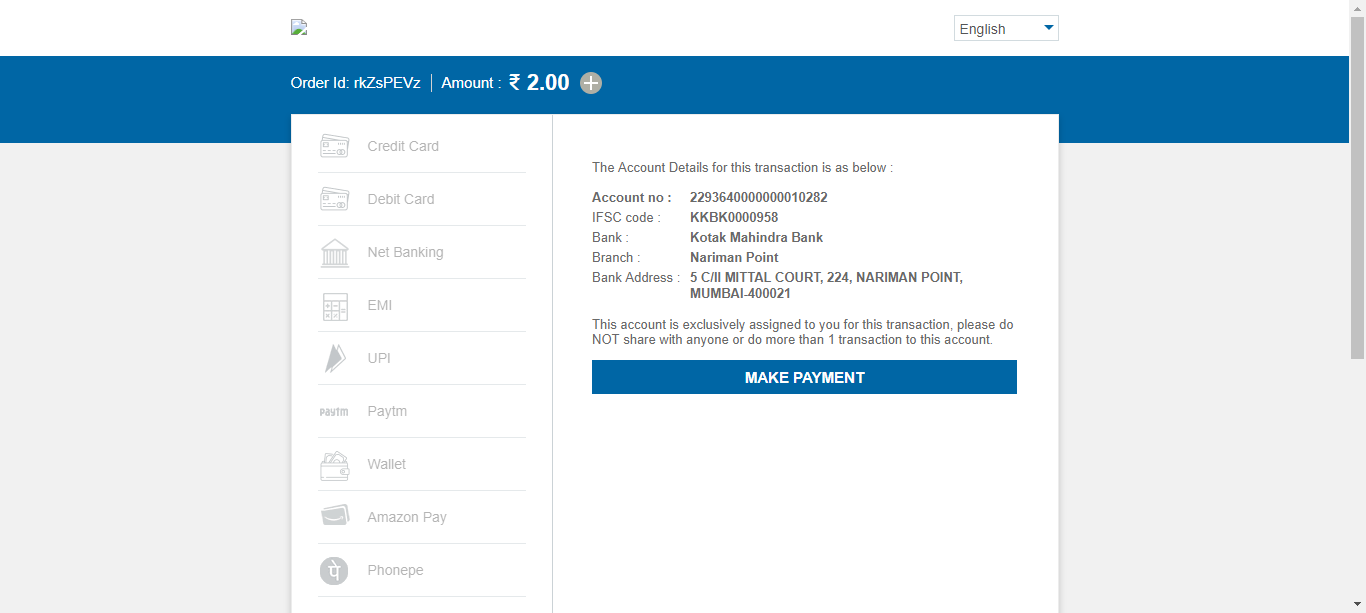 English
Order Id: rkZsPEVz | Amount : ₹ 2.00
Credit Card
Debit Card
Net Banking
EMI
UPI
Paytm Paytm
Wallet
Amazon Pay
पे Phonepe
The Account Details for this transaction is as below :
Account no : 2293640000000010282
IFSC code : KKBK0000958
Bank : Kotak Mahindra Bank
Branch : Nariman Point
Bank Address : 5 C/II MITTAL COURT, 224, NARIMAN POINT,
MUMBAI-400021
This account is exclusively assigned to you for this transaction, please do
NOT share with anyone or do more than 1 transaction to this account.
MAKE PAYMENT